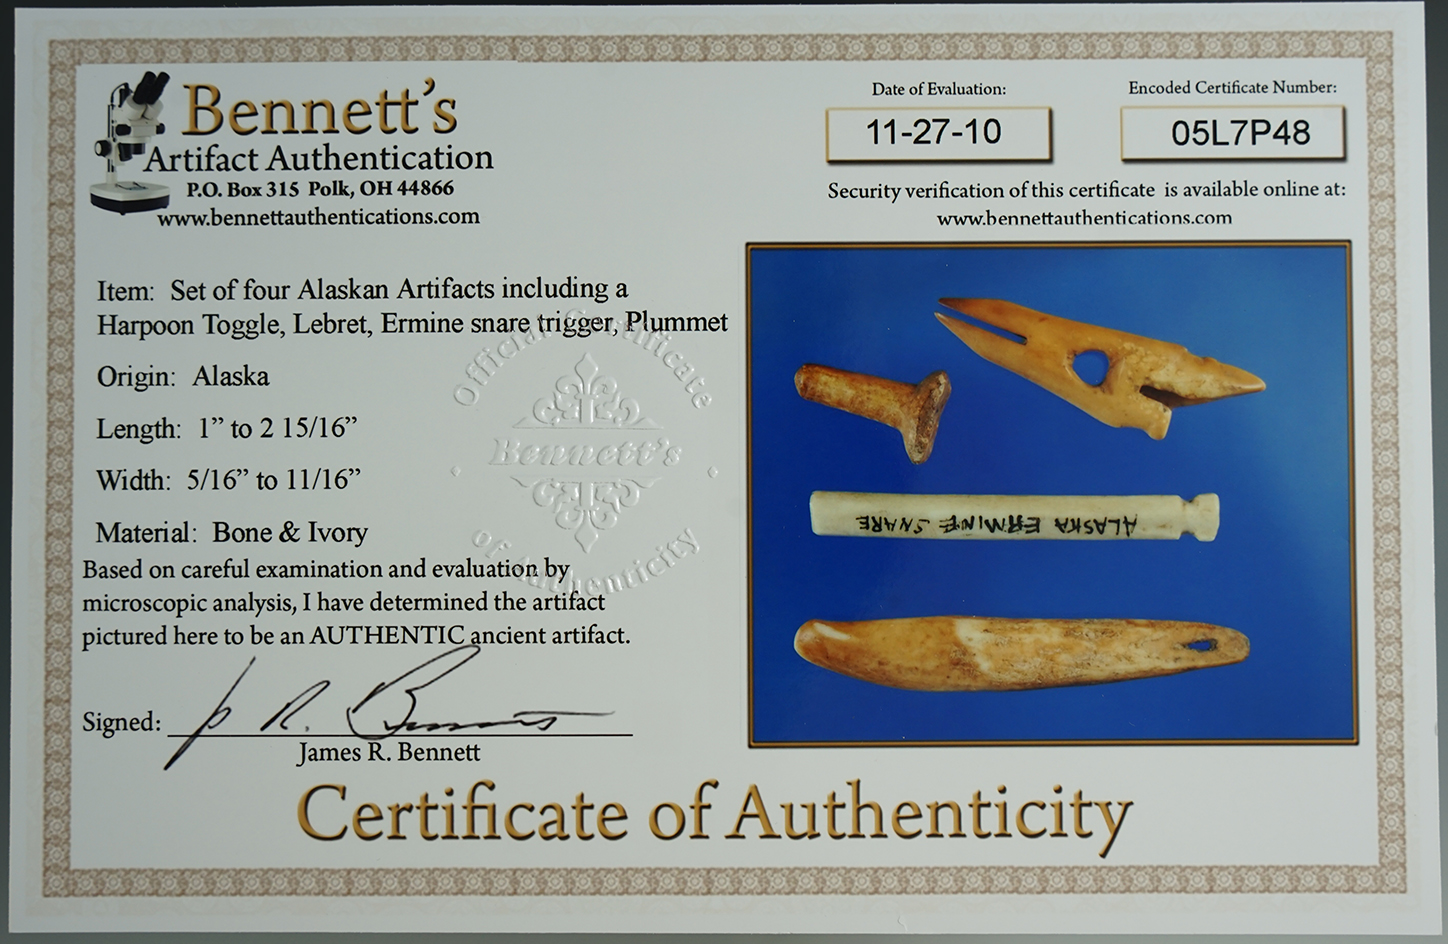 Bennett's
Artifact Authentication
P.O. Box 315 Polk, OH 44866
www.bennettauthentications.com
Date of Evaluation:
11-27-10
Encoded Certificate Number:
05L7P48
Security verification of this certificate is available online at:
www.bennettauthentications.com
Item: Set of four Alaskan Artifacts including a
Harpoon Toggle, Lebret, Ermine snare trigger, Plummet
Origin: Alaska
Length: 1” to 2 15/16”
Width: 5/16” to 11/16”
Material: Bone & Ivory
Based on careful examination and evaluation by
microscopic analysis, I have determined the artifact
pictured here to be an AUTHENTIC ancient artifact.
Official Certificate
Bennett's
of Authenticity
ALASKA ERMINE SNARE
Signed: J R. Bennett
James R. Bennett
Certificate of Authenticity